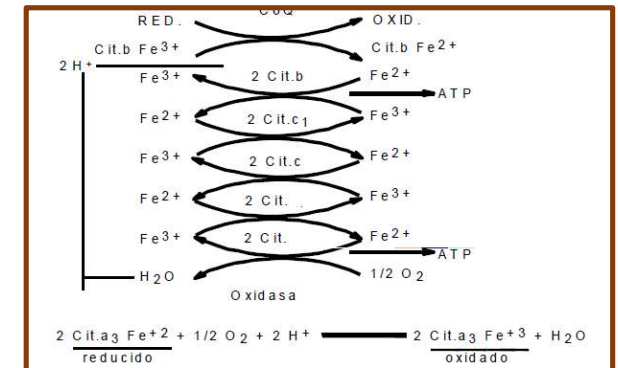 RED. CoQ OXID.
Cit.b Fe3+ Cit.b Fe2+
2 H+
Fe3+ 2 Cit.b Fe2+
ATP
Fe2+ 2 Cit.c1 Fe3+
Fe3+ 2 Cit.c Fe2+
Fe2+ 2 Cit. . Fe3+
Fe3+ 2 Cit. Fe2+
ATP
H2O 1/2 O2
Oxidasa
2 Cit.a3 Fe+2 + 1/2 O2 + 2 H+ 2 Cit.a3 Fe+3 + H2O
reducido oxidado